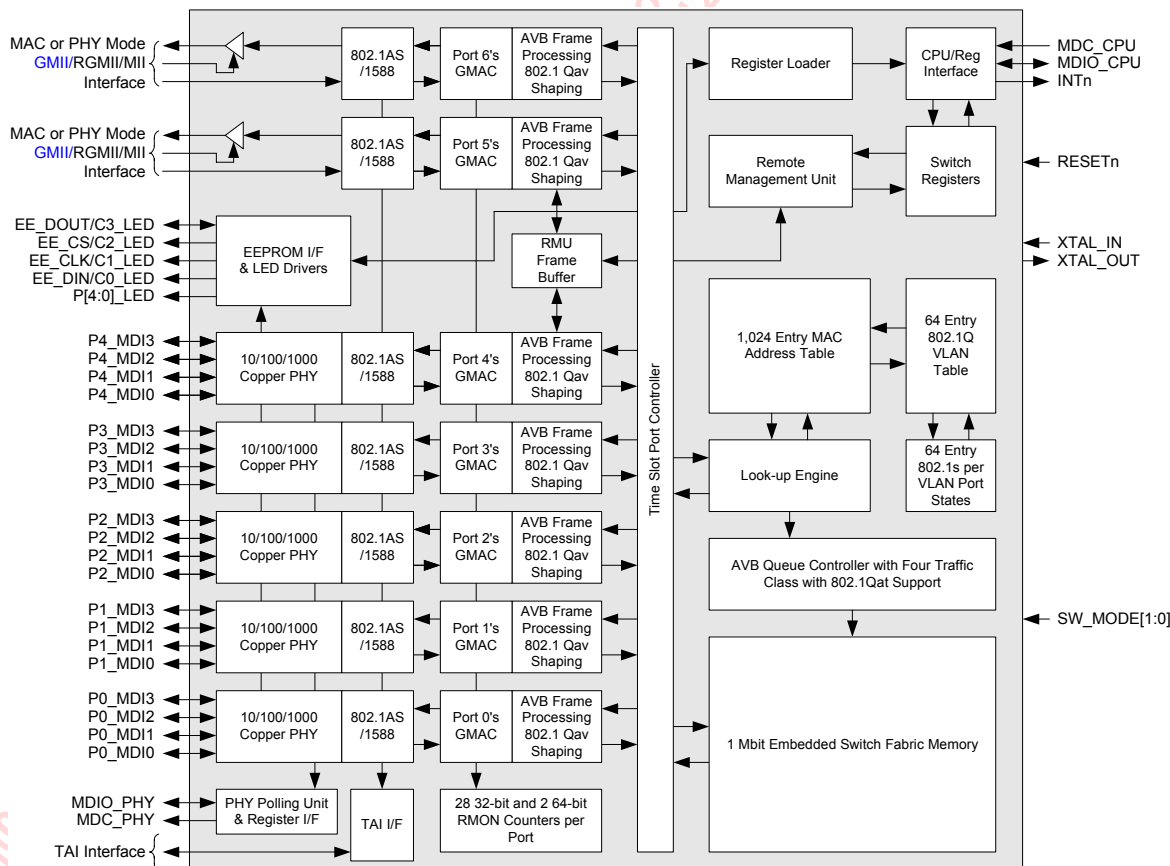 MAC or PHY Mode
GMII/RGMII/MII
Interface
802.1AS
/1588
Port 6's
GMAC
AVB Frame
Processing
802.1 Qav
Shaping
MAC or PHY Mode
GMII/RGMII/MII
Interface
802.1AS
/1588
Port 5's
GMAC
AVB Frame
Processing
802.1 Qav
Shaping
EE_DOUT/C3_LED
EE_CS/C2_LED
EE_CLK/C1_LED
EE_DIN/C0_LED
P[4:0]_LED
EEPROM I/F
& LED Drivers
RMU
Frame
Buffer
P4_MDI3
P4_MDI2
P4_MDI1
P4_MDI0
10/100/1000
Copper PHY
802.1AS
/1588
Port 4's
GMAC
AVB Frame
Processing
802.1 Qav
Shaping
P3_MDI3
P3_MDI2
P3_MDI1
P3_MDI0
10/100/1000
Copper PHY
802.1AS
/1588
Port 3's
GMAC
AVB Frame
Processing
802.1 Qav
Shaping
P2_MDI3
P2_MDI2
P2_MDI1
P2_MDI0
10/100/1000
Copper PHY
802.1AS
/1588
Port 2's
GMAC
AVB Frame
Processing
802.1 Qav
Shaping
P1_MDI3
P1_MDI2
P1_MDI1
P1_MDI0
10/100/1000
Copper PHY
802.1AS
/1588
Port 1's
GMAC
AVB Frame
Processing
802.1 Qav
Shaping
P0_MDI3
P0_MDI2
P0_MDI1
P0_MDI0
10/100/1000
Copper PHY
802.1AS
/1588
Port 0's
GMAC
AVB Frame
Processing
802.1 Qav
Shaping
MDIO_PHY
MDC_PHY
PHY Polling Unit
& Register I/F
TAI Interface
TAI I/F
28 32-bit and 2 64-bit
RMON Counters per
Port
Time Slot Port Controller
Register Loader
CPU/Reg
Interface
MDC_CPU
MDIO_CPU
INTn
Remote
Management Unit
Switch
Registers
RESETn
XTAL_IN
XTAL_OUT
1,024 Entry MAC
Address Table
64 Entry
802.1Q
VLAN
Table
Look-up Engine
64 Entry
802.1s per
VLAN Port
States
AVB Queue Controller with Four Traffic
Class with 802.1Qat Support
SW_MODE[1:0]
1 Mbit Embedded Switch Fabric Memory